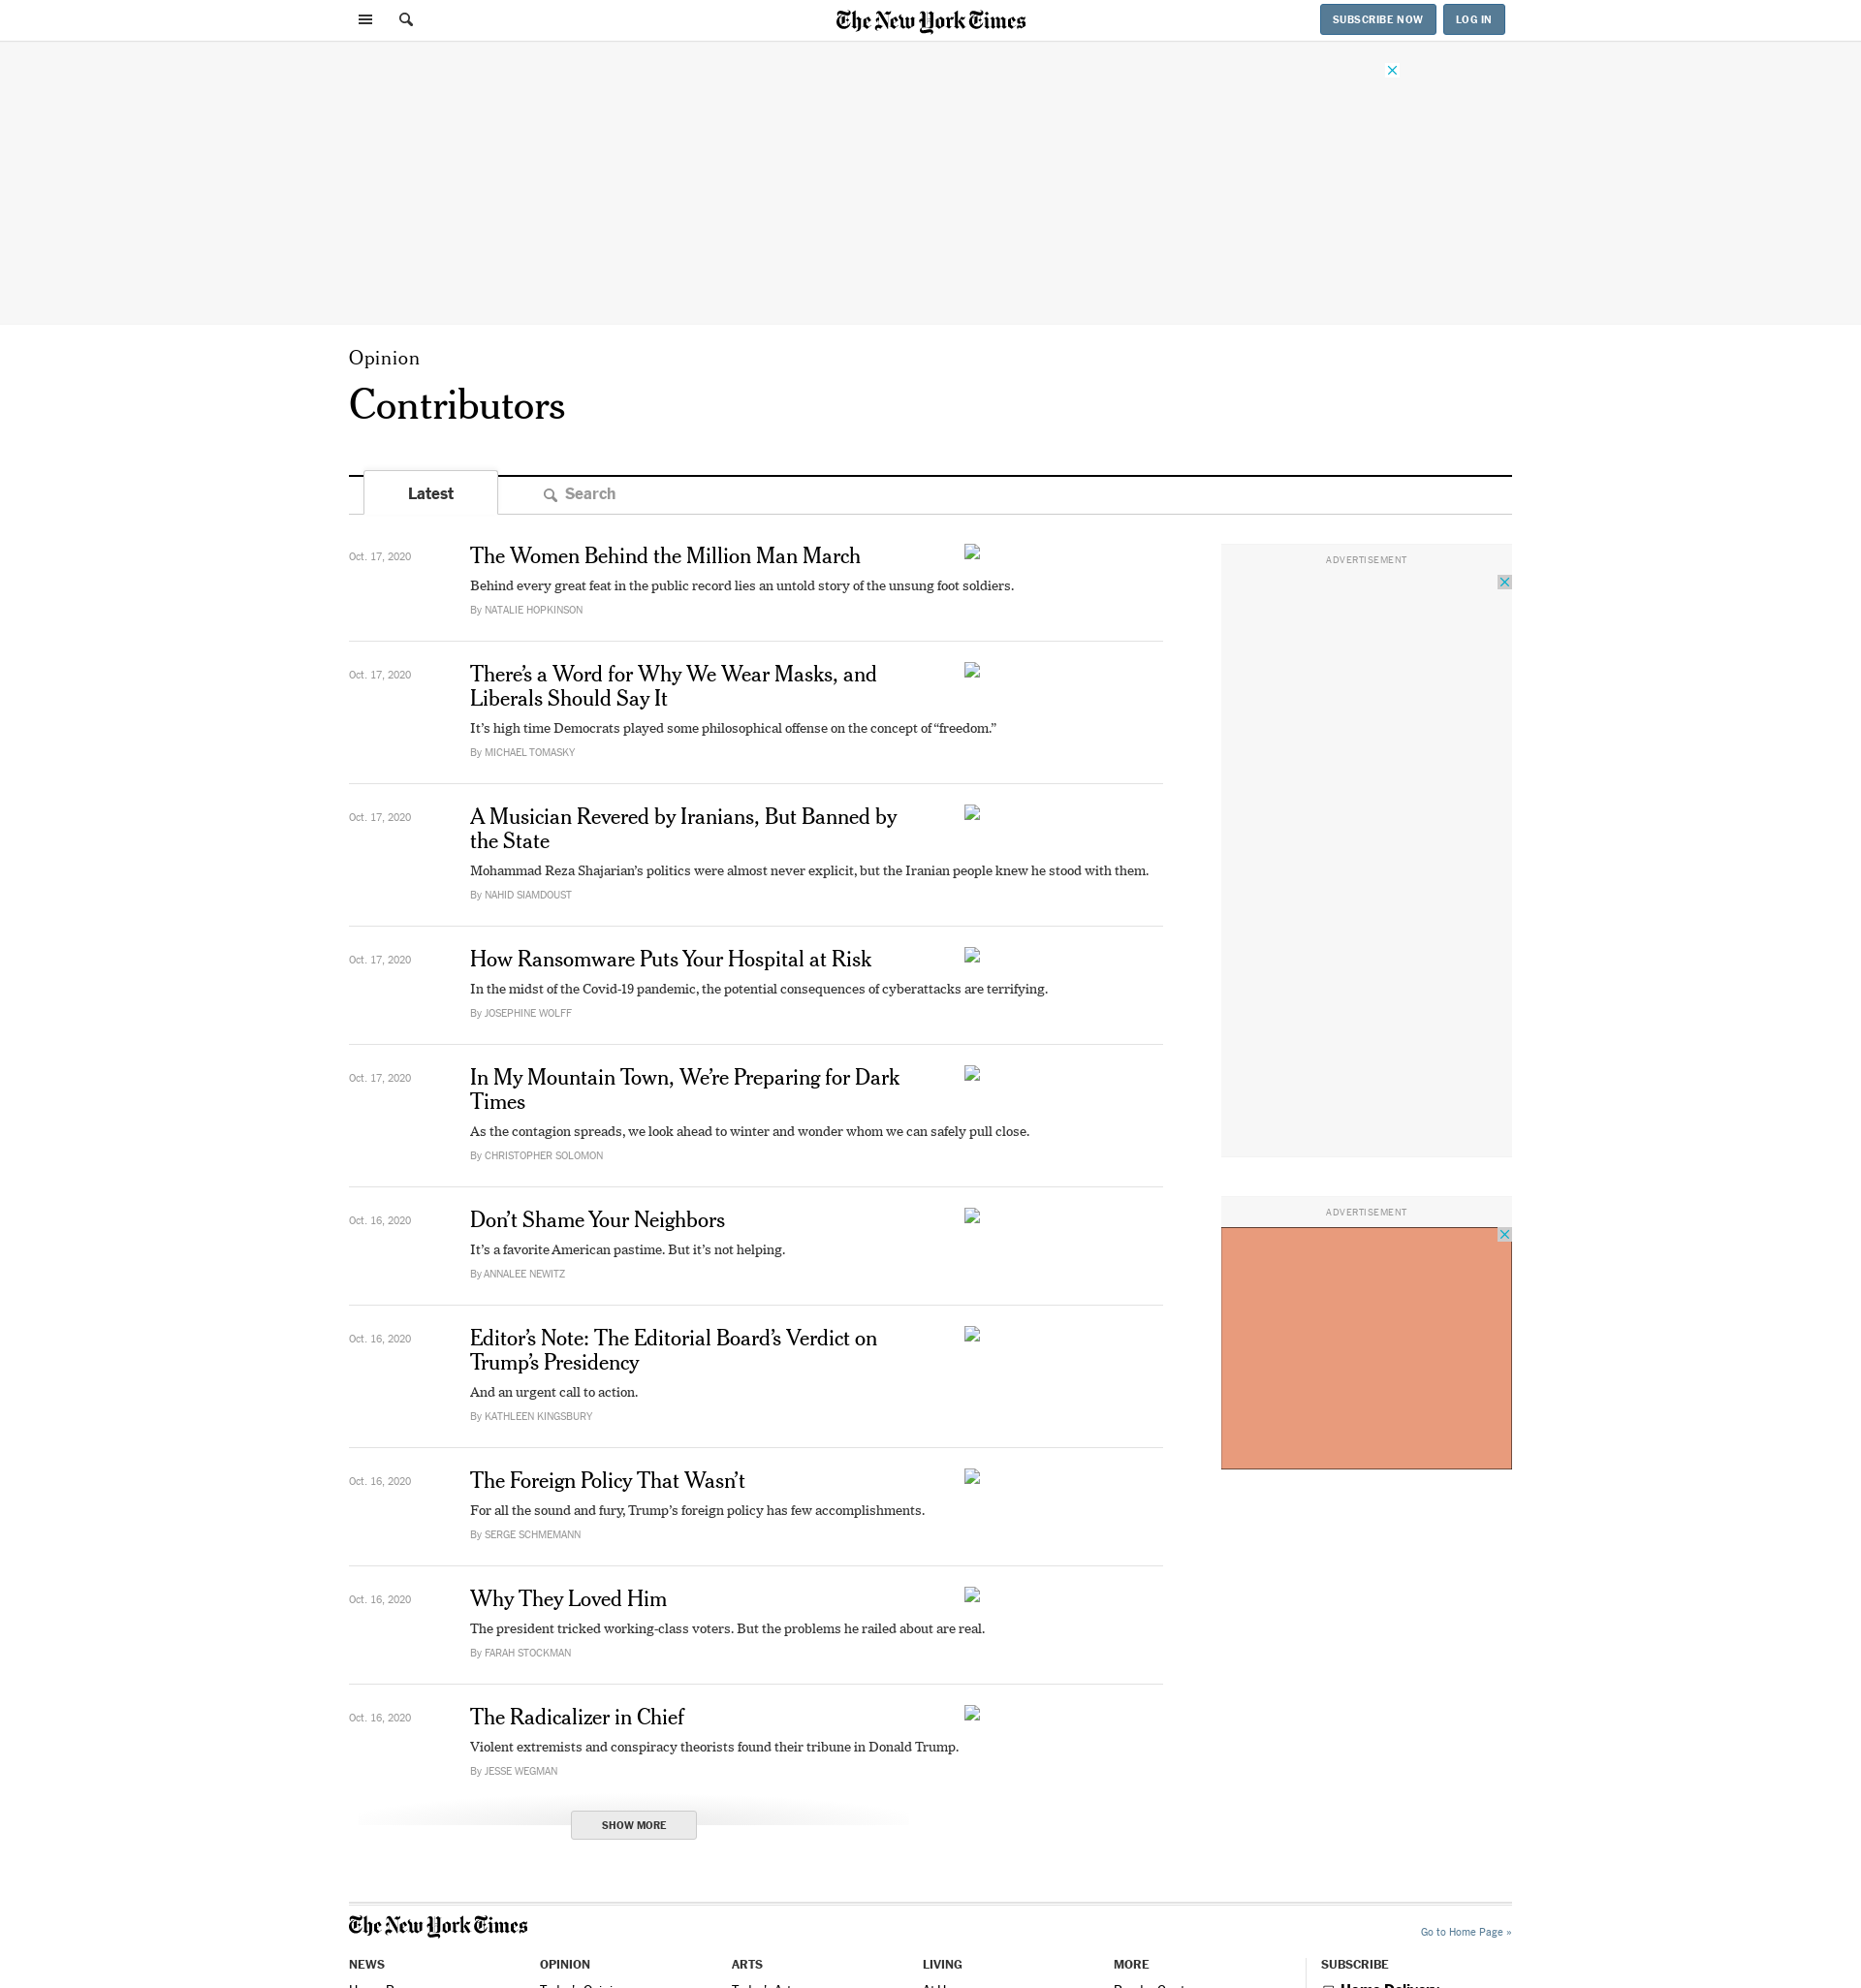 The New York Times
SUBSCRIBE NOW
LOG IN
Opinion
Contributors
Latest
Search
Oct. 17, 2020
The Women Behind the Million Man March
Behind every great feat in the public record lies an untold story of the unsung foot soldiers.
By NATALIE HOPKINSON
Oct. 17, 2020
There’s a Word for Why We Wear Masks, and
Liberals Should Say It
It’s high time Democrats played some philosophical offense on the concept of “freedom.”
By MICHAEL TOMASKY
Oct. 17, 2020
A Musician Revered by Iranians, But Banned by
the State
Mohammad Reza Shajarian’s politics were almost never explicit, but the Iranian people knew he stood with them.
By NAHID SIAMDOUST
Oct. 17, 2020
How Ransomware Puts Your Hospital at Risk
In the midst of the Covid-19 pandemic, the potential consequences of cyberattacks are terrifying.
By JOSEPHINE WOLFF
Oct. 17, 2020
In My Mountain Town, We’re Preparing for Dark
Times
As the contagion spreads, we look ahead to winter and wonder whom we can safely pull close.
By CHRISTOPHER SOLOMON
Oct. 16, 2020
Don’t Shame Your Neighbors
It’s a favorite American pastime. But it’s not helping.
By ANNALEE NEWITZ
Oct. 16, 2020
Editor’s Note: The Editorial Board’s Verdict on
Trump’s Presidency
And an urgent call to action.
By KATHLEEN KINGSBURY
Oct. 16, 2020
The Foreign Policy That Wasn’t
For all the sound and fury, Trump’s foreign policy has few accomplishments.
By SERGE SCHMEMANN
Oct. 16, 2020
Why They Loved Him
The president tricked working-class voters. But the problems he railed about are real.
By FARAH STOCKMAN
Oct. 16, 2020
The Radicalizer in Chief
Violent extremists and conspiracy theorists found their tribune in Donald Trump.
By JESSE WEGMAN
SHOW MORE
ADVERTISEMENT
ADVERTISEMENT
The New York Times
Go to Home Page »
NEWS
OPINION
ARTS
LIVING
MORE
SUBSCRIBE